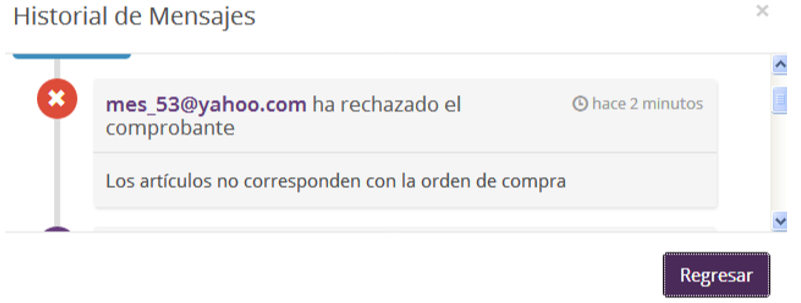 Historial de Mensajes
mes_53@yahoo.com ha rechazado el
comprobante
hace 2 minutos
Los artículos no corresponden con la orden de compra
Regresar